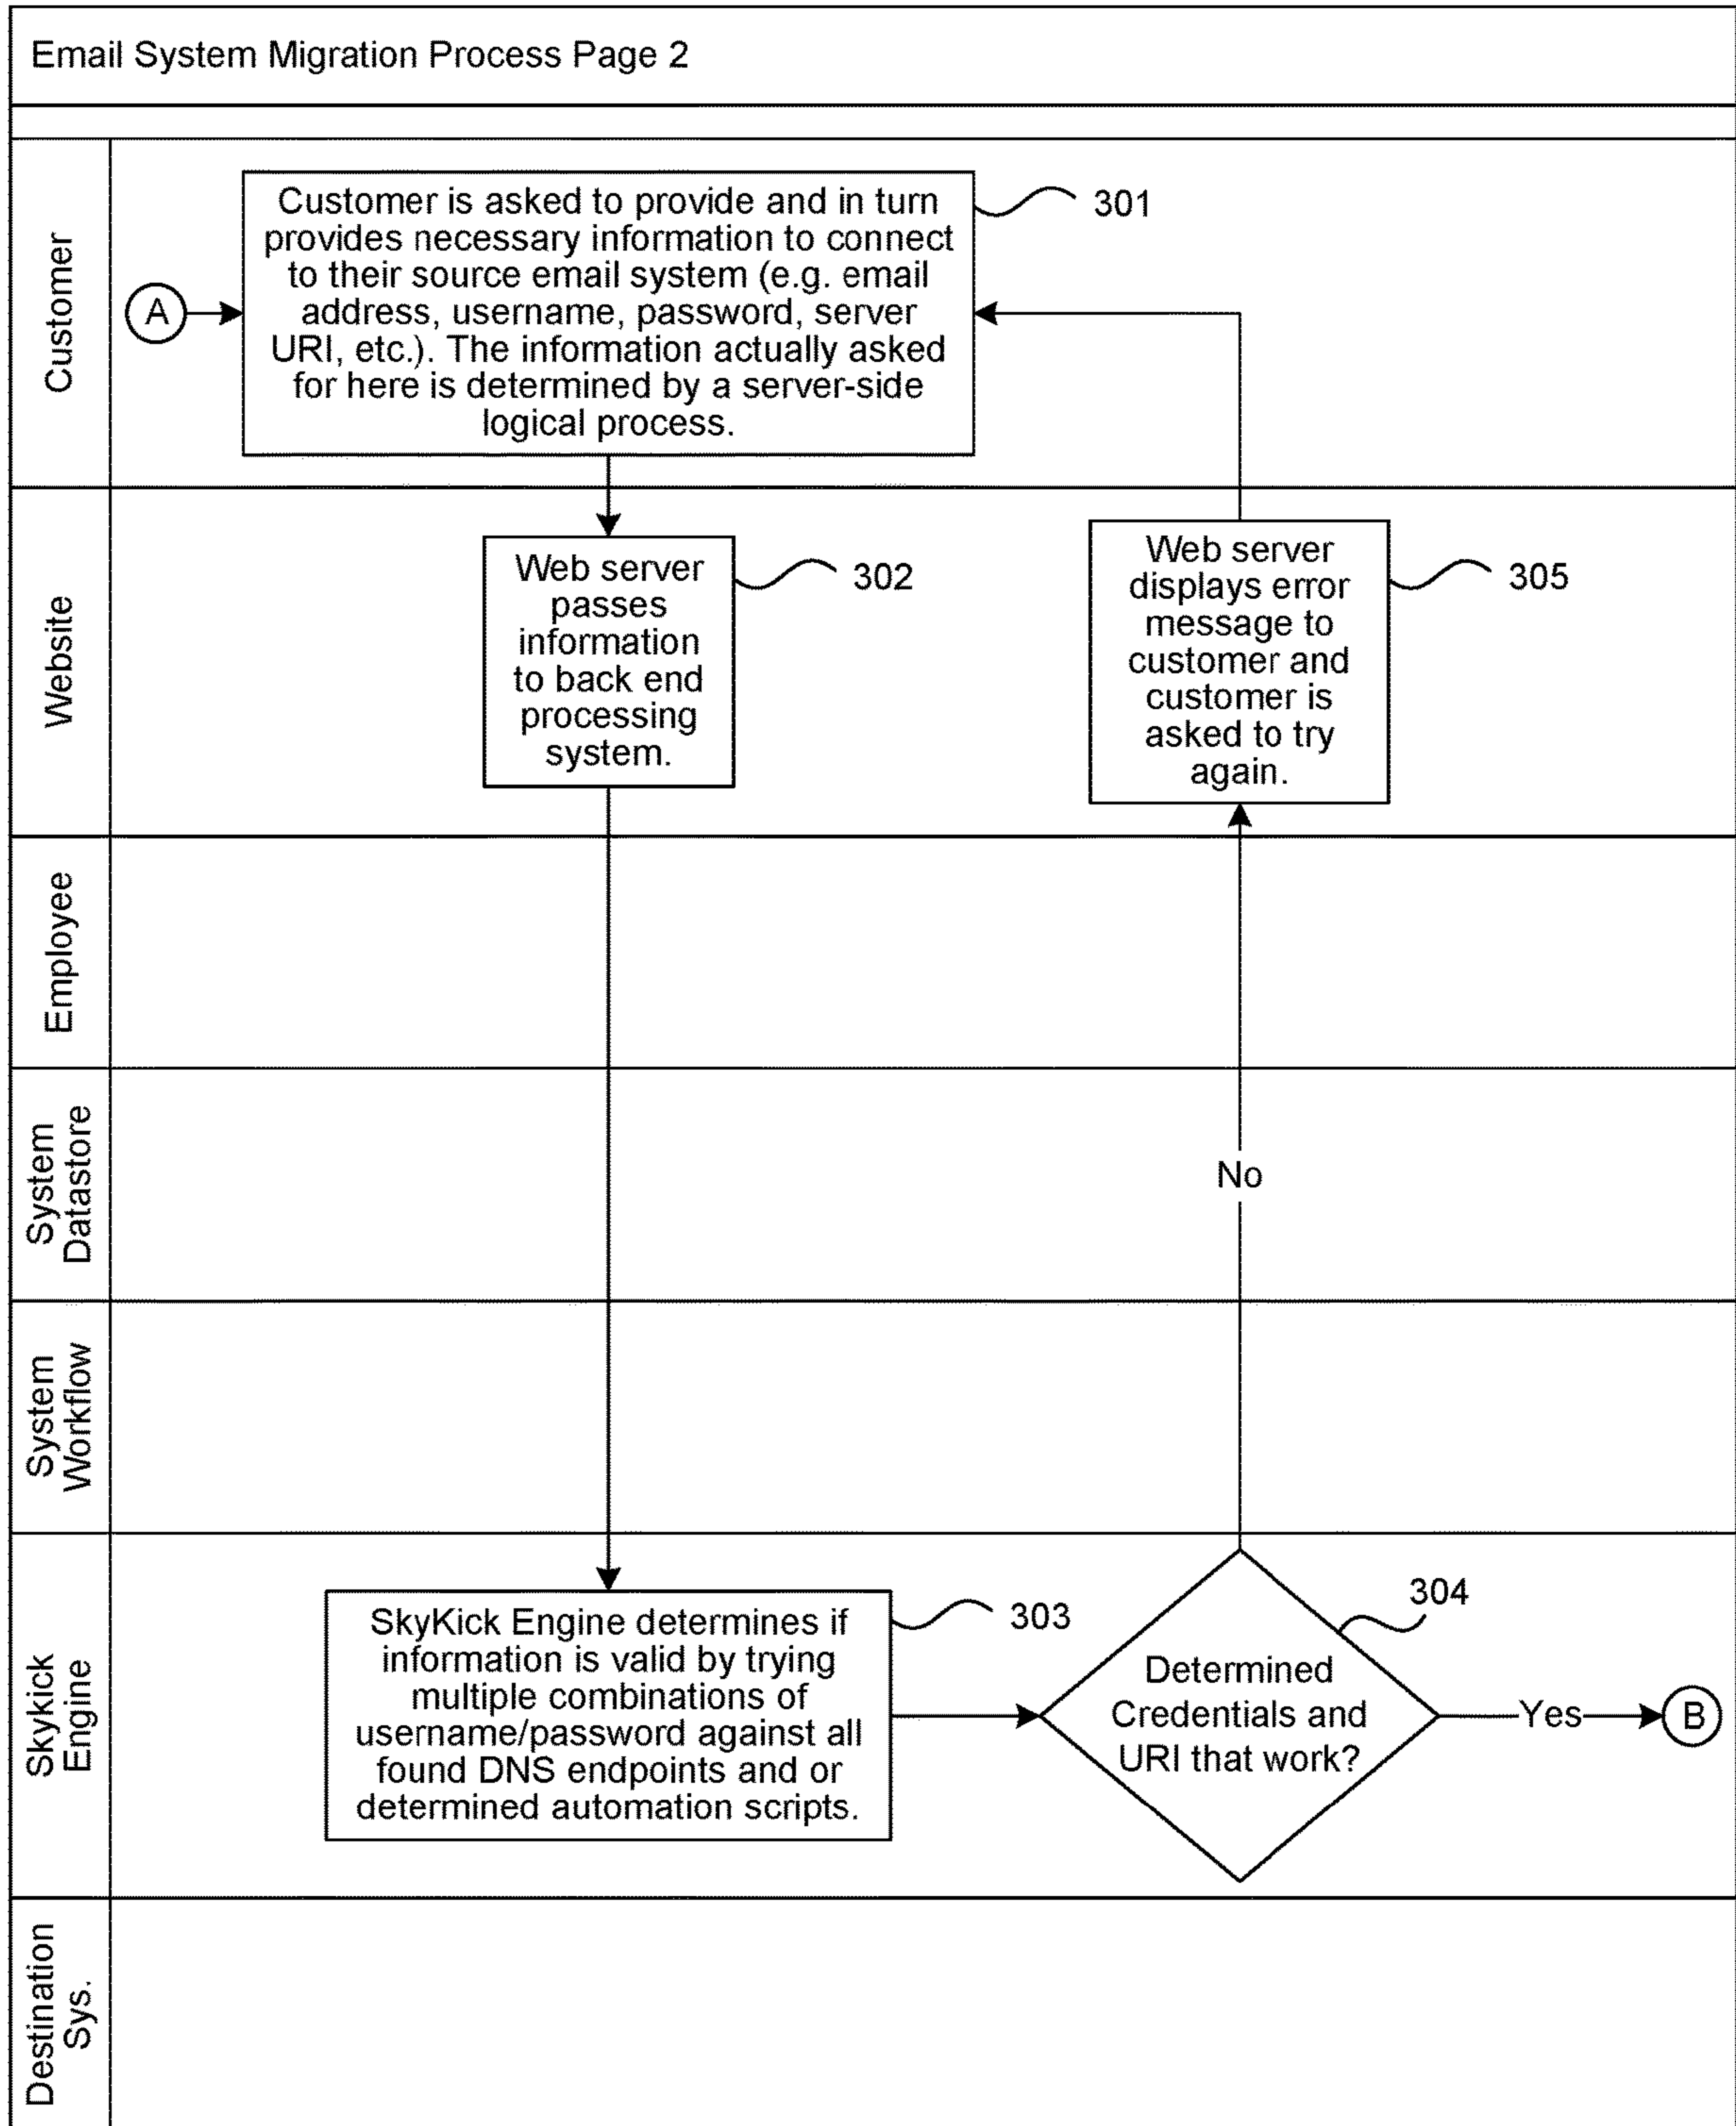 Email System Migration Process Page 2
Customer
A
Customer is asked to provide and in turn
provides necessary information to connect
to their source email system (e.g. email
address, username, password, server
URI, etc.). The information actually asked
for here is determined by a server-side
logical process.
301
Website
Web server
passes
information
to back end
processing
system.
302
Web server
displays error
message to
customer and
customer is
asked to try
again.
305
Employee
System
Datastore
No
System
Workflow
Skykick
Engine
SkyKick Engine determines if
information is valid by trying
multiple combinations of
username/password against all
found DNS endpoints and or
determined automation scripts.
303
Determined
Credentials and
URI that work?
304
Yes
B
Destination
Sys.